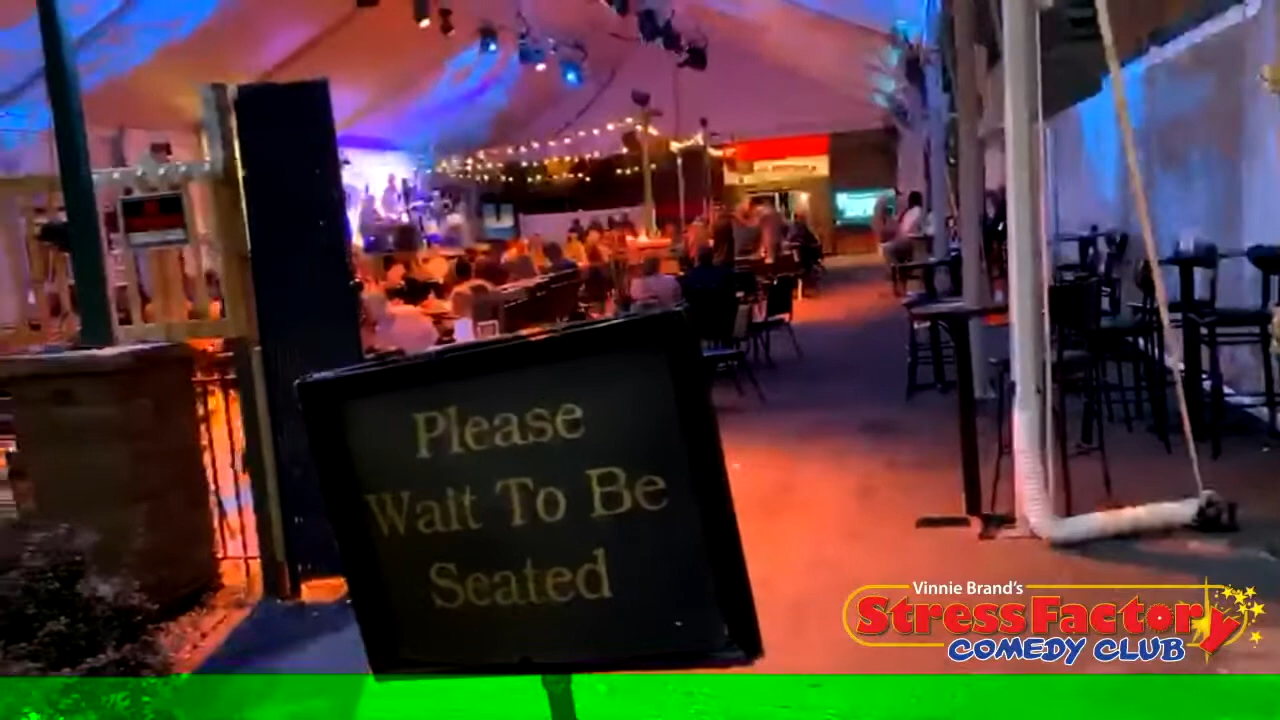 Please
Wait To Be
Seated
Vinnie Brand's
StressFactory
COMEDY CLUB